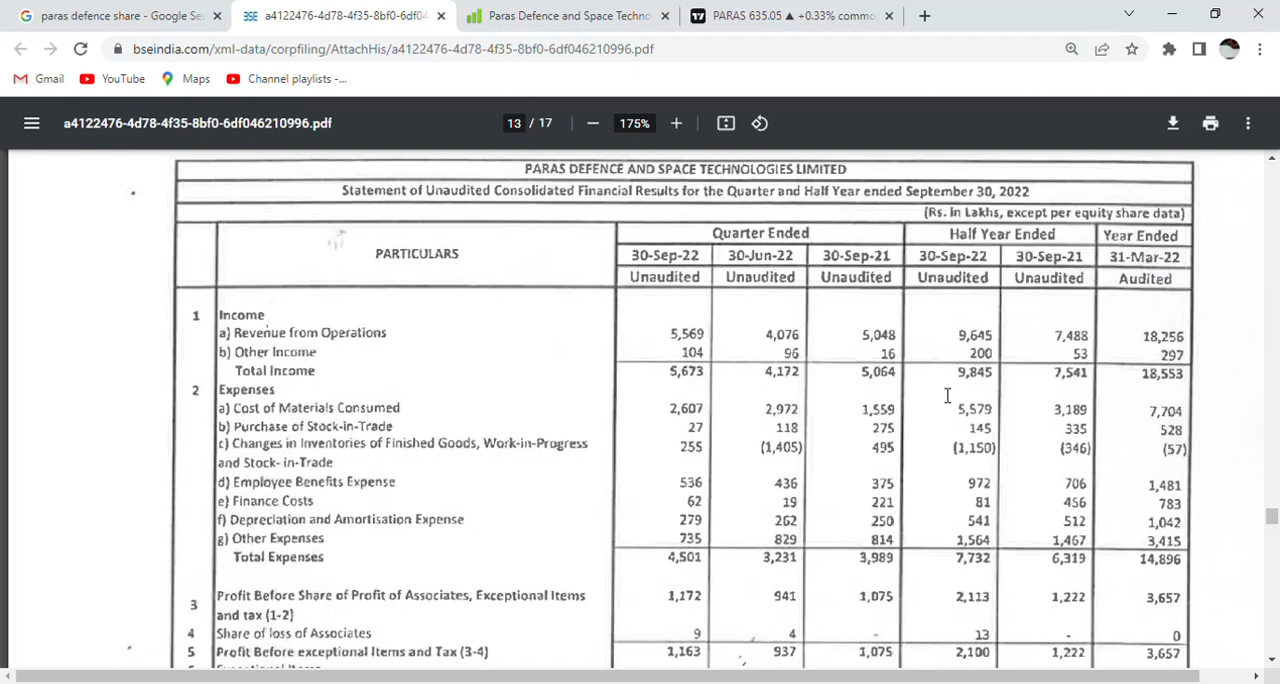 paras defence share - Google Se
a4122476-4d78-4f35-8bf0-6df04
Paras Defence and Space Techno
PARAS 635.05 ▲ +0.33% commo
bseindia.com/xml-data/corpfiling/AttachHis/a4122476-4d78-4f35-8bf0-6df046210996.pdf
Gmail YouTube Maps Channel playlists -...
a4122476-4d78-4f35-8bf0-6df046210996.pdf 13 / 17 175%
PARAS DEFENCE AND SPACE TECHNOLOGIES LIMITED
Statement of Unaudited Consolidated Financial Results for the Quarter and Half Year ended September 30, 2022
(Rs. in Lakhs, except per equity share data)
PARTICULARS Quarter Ended Half Year Ended Year Ended
30-Sep-22 30-Jun-22 30-Sep-21 30-Sep-22 30-Sep-21 31-Mar-22
Unaudited Unaudited Unaudited Unaudited Unaudited Audited
1 Income
a) Revenue from Operations 5,569 4,076 5,048 9,645 7,488 18,256
b) Other Income 104 96 16 200 53 297
Total Income 5,673 4,172 5,064 9,845 7,541 18,553
2 Expenses
a) Cost of Materials Consumed 2,607 2,972 1,559 5,579 3,189 7,704
b) Purchase of Stock-in-Trade 27 118 275 145 335 528
c) Changes in Inventories of Finished Goods, Work-in-Progress 255 (1,405) 495 (1,150) (346) (57)
and Stock- in-Trade
d) Employee Benefits Expense 536 436 375 972 706 1,481
e) Finance Costs 62 19 221 81 456 783
f) Depreciation and Amortisation Expense 279 262 250 541 512 1,042
g) Other Expenses 735 829 814 1,564 1,467 3,415
Total Expenses 4,501 3,231 3,989 7,732 6,319 14,896
3 Profit Before Share of Profit of Associates, Exceptional Items 1,172 941 1,075 2,113 1,222 3,657
and tax (1-2)
4 Share of loss of Associates 9 4 - 13 - 0
5 Profit Before exceptional Items and Tax (3-4) 1,163 937 1,075 2,100 1,222 3,657